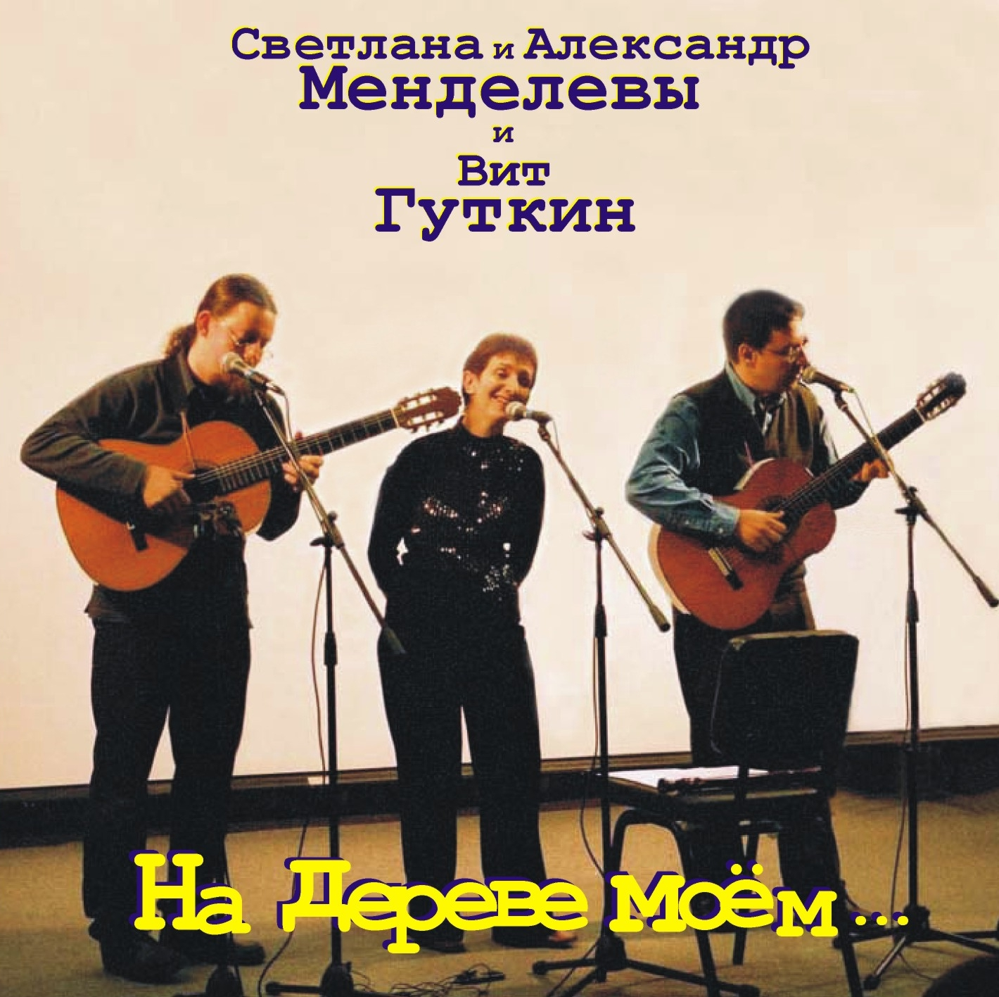 Светлана и Александр
Менделевы
и
Вит
Гуткин
На Дереве моём...